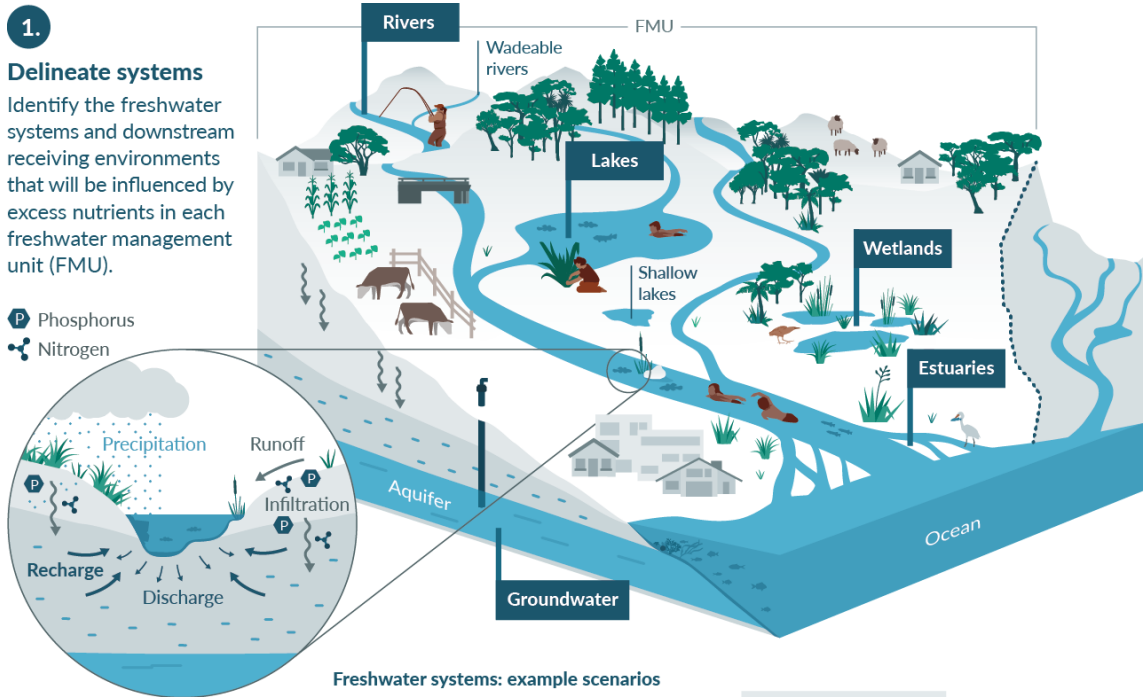 1.
Delineate systems
Identify the freshwater
systems and downstream
receiving environments
that will be influenced by
excess nutrients in each
freshwater management
unit (FMU).
P Phosphorus
Nitrogen
FMU
Rivers
Wadeable
rivers
Lakes
Shallow
lakes
Wetlands
Estuaries
Precipitation
Runoff
P
P
Infiltration
P
Recharge
Discharge
Aquifer
Groundwater
Ocean
Freshwater systems: example scenarios